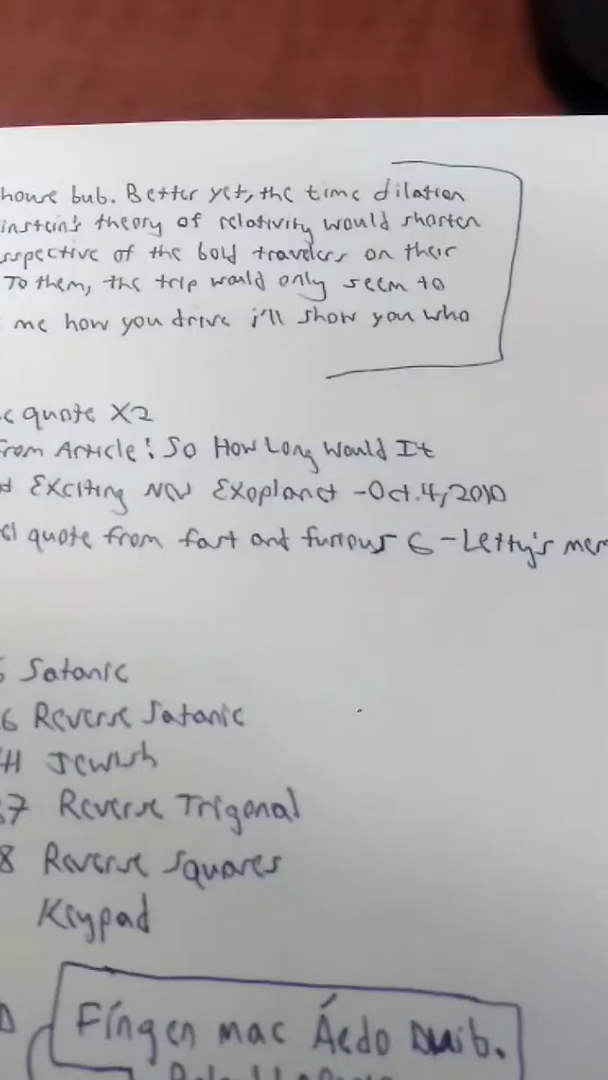 house bub. Better yet, the time dilation
instein's theory of relativity would shorten
rspective of the bold travelers on their
To them, the trip would only seem to
me how you drive i'll show you who
c quote X2
From Article: So How Long Would It
Exciting New Exoplanet - Oct. 4, 2010
quote from fast and furious 6 - Letty's mem
Satanic
6 Reverse Satanic
Jewish
7 Reverse Trigonal
8 Reverse Squares
Keypad
Fíngen mac Áedo Duib.